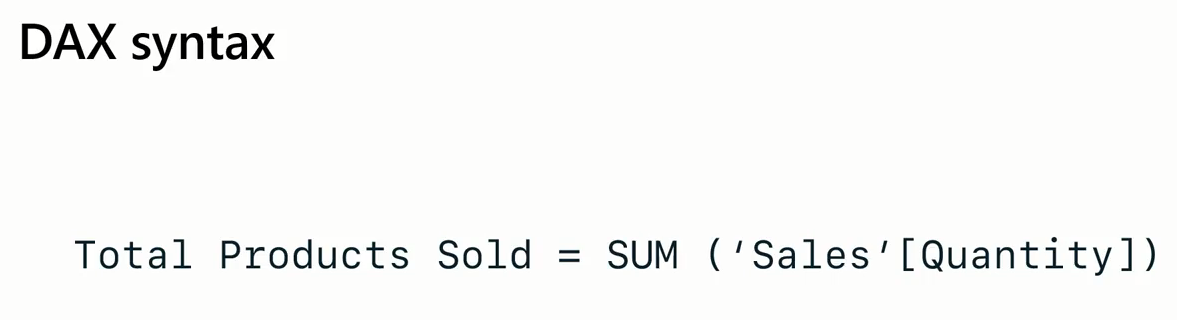 DAX syntax
Total Products Sold = SUM (‘Sales’[Quantity])